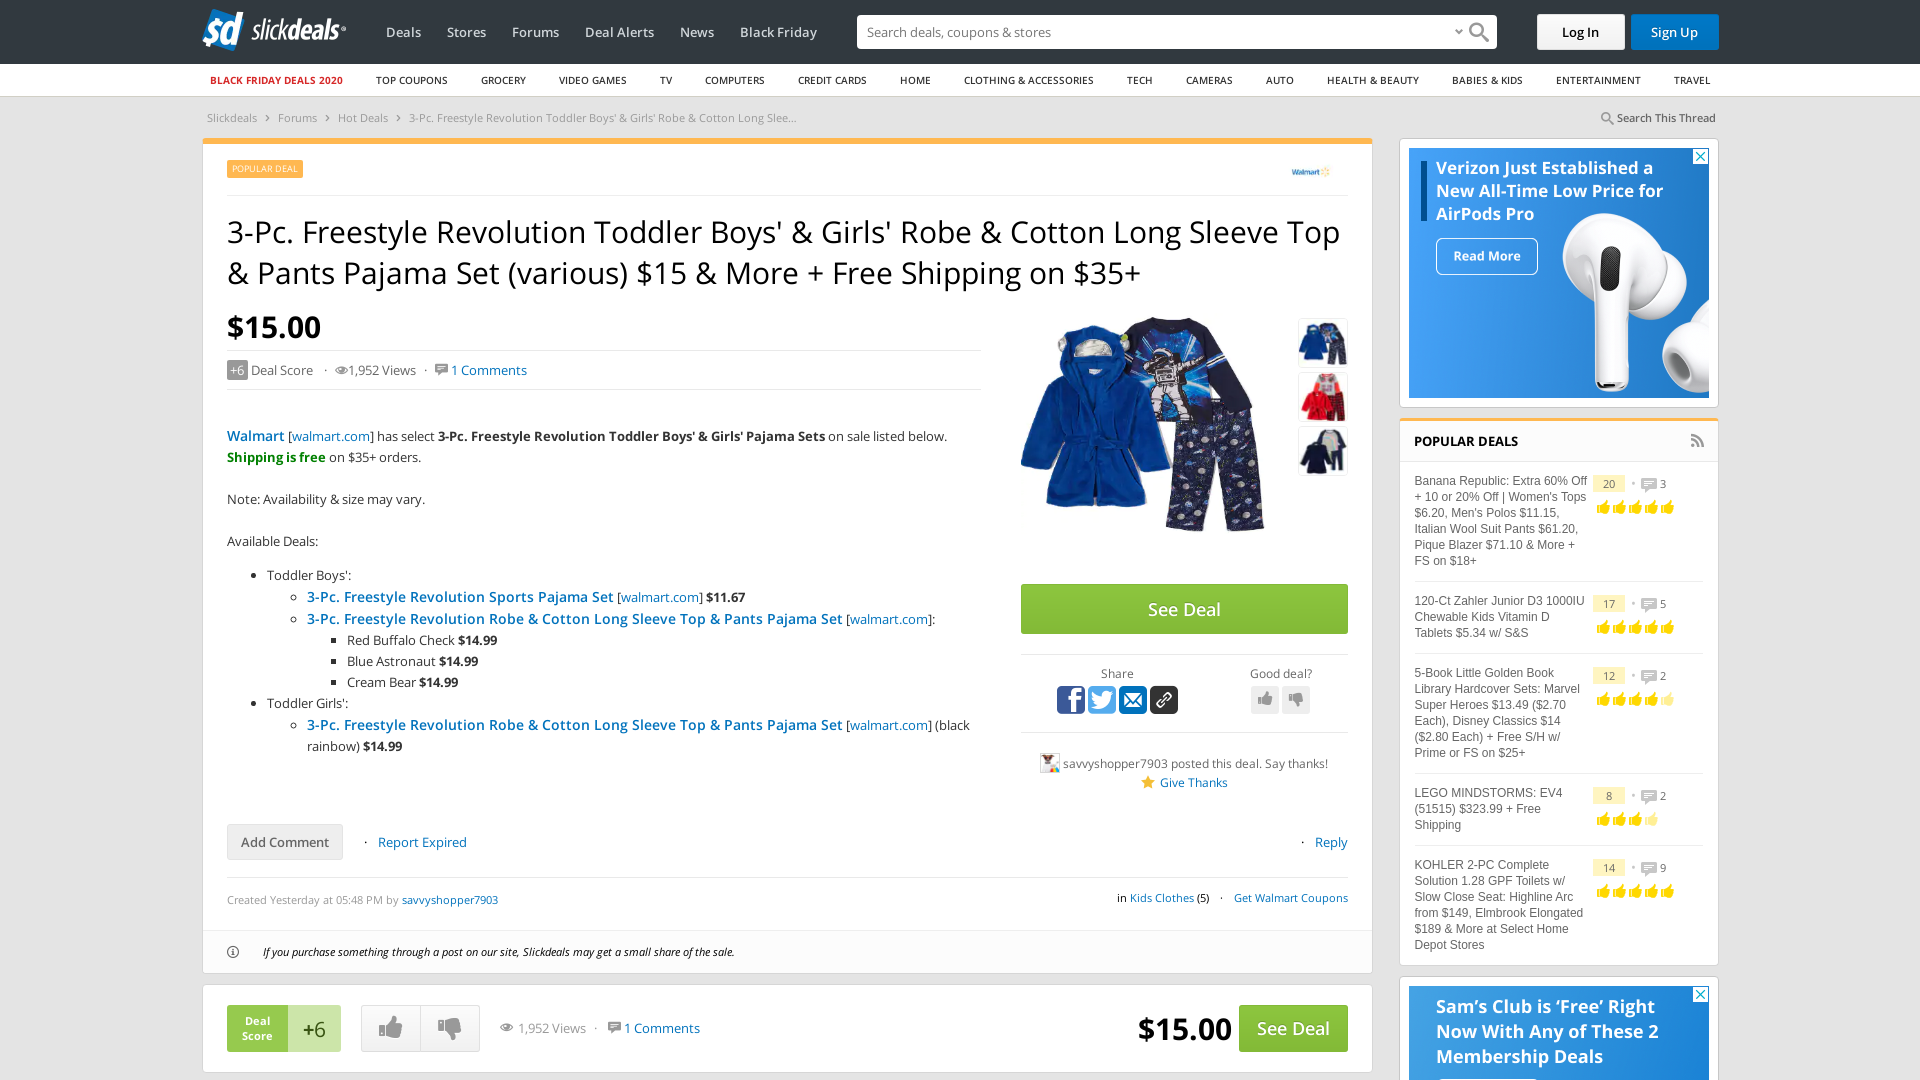 sd slickdeals
Deals Stores Forums Deal Alerts News Black Friday
Search deals, coupons & stores
Log In Sign Up
BLACK FRIDAY DEALS 2020 TOP COUPONS GROCERY VIDEO GAMES TV COMPUTERS CREDIT CARDS HOME CLOTHING & ACCESSORIES TECH CAMERAS AUTO HEALTH & BEAUTY BABIES & KIDS ENTERTAINMENT TRAVEL
Slickdeals > Forums > Hot Deals > 3-Pc. Freestyle Revolution Toddler Boys' & Girls' Robe & Cotton Long Slee...
Search This Thread
POPULAR DEAL
Walmart
3-Pc. Freestyle Revolution Toddler Boys' & Girls' Robe & Cotton Long Sleeve Top
& Pants Pajama Set (various) $15 & More + Free Shipping on $35+
$15.00
+6 Deal Score · 1,952 Views · 1 Comments
Walmart [walmart.com] has select 3-Pc. Freestyle Revolution Toddler Boys' & Girls' Pajama Sets on sale listed below.
Shipping is free on $35+ orders.
Note: Availability & size may vary.
Available Deals:
Toddler Boys':
3-Pc. Freestyle Revolution Sports Pajama Set [walmart.com] $11.67
3-Pc. Freestyle Revolution Robe & Cotton Long Sleeve Top & Pants Pajama Set [walmart.com]:
Red Buffalo Check $14.99
Blue Astronaut $14.99
Cream Bear $14.99
Toddler Girls':
3-Pc. Freestyle Revolution Robe & Cotton Long Sleeve Top & Pants Pajama Set [walmart.com] (black
rainbow) $14.99
See Deal
Share
Good deal?
savvyshopper7903 posted this deal. Say thanks!
Give Thanks
Add Comment · Report Expired
· Reply
Created Yesterday at 05:48 PM by savvyshopper7903
in Kids Clothes (5) · Get Walmart Coupons
If you purchase something through a post on our site, Slickdeals may get a small share of the sale.
Deal
Score
+6
1,952 Views · 1 Comments
$15.00
See Deal
Verizon Just Established a
New All-Time Low Price for
AirPods Pro
Read More
POPULAR DEALS
Banana Republic: Extra 60% Off
+ 10 or 20% Off | Women's Tops
$6.20, Men's Polos $11.15,
Italian Wool Suit Pants $61.20,
Pique Blazer $71.10 & More +
FS on $18+
20 · 3
120-Ct Zahler Junior D3 1000IU
Chewable Kids Vitamin D
Tablets $5.34 w/ S&S
17 · 5
5-Book Little Golden Book
Library Hardcover Sets: Marvel
Super Heroes $13.49 ($2.70
Each), Disney Classics $14
($2.80 Each) + Free S/H w/
Prime or FS on $25+
12 · 2
LEGO MINDSTORMS: EV4
(51515) $323.99 + Free
Shipping
8 · 2
KOHLER 2-PC Complete
Solution 1.28 GPF Toilets w/
Slow Close Seat: Highline Arc
from $149, Elmbrook Elongated
$189 & More at Select Home
Depot Stores
14 · 9
Sam's Club is 'Free' Right
Now With Any of These 2
Membership Deals